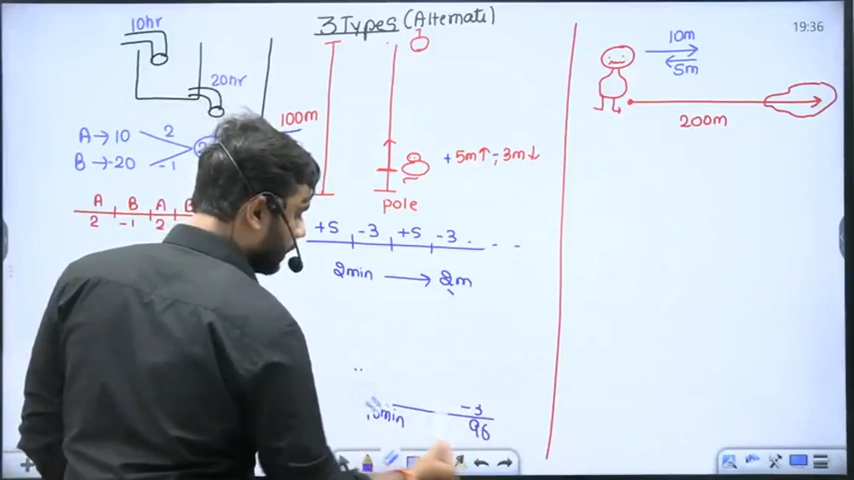 3 Types (Alternate)
19:36
10hr
20hr
A → 10
2
B → -20
-1
A B A B
2 -1 2
100m
+5m↑; -3m↓
pole
+5 -3 +5 -3 . - -
2min → 2m
-3
96
10m
5m
200m